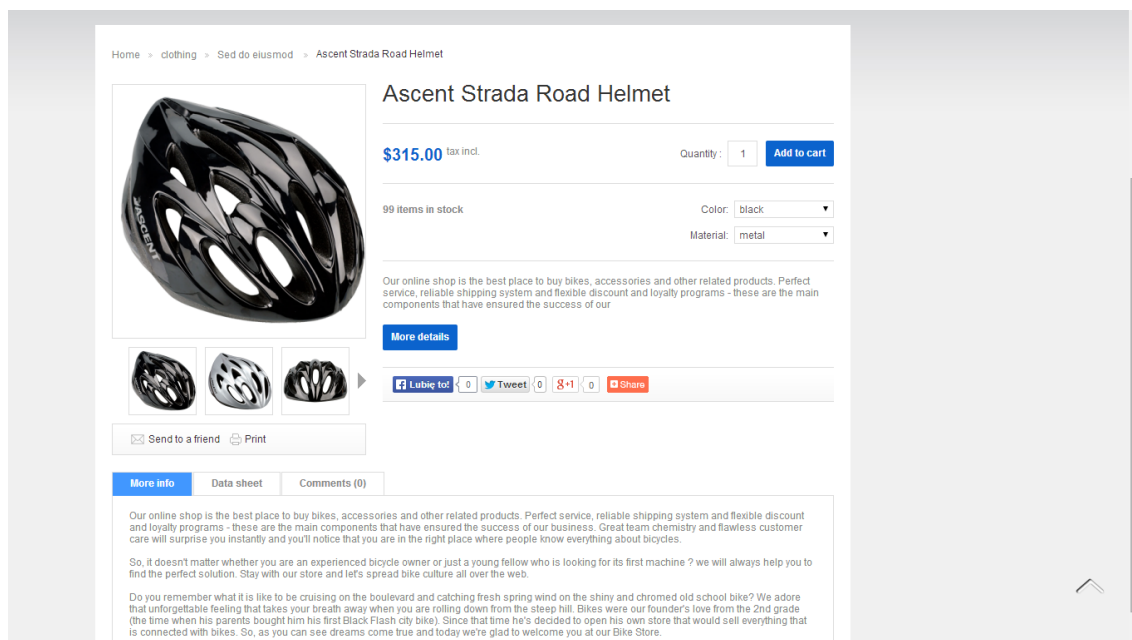 Home > clothing > Sed do eiusmod > Ascent Strada Road Helmet
Ascent Strada Road Helmet
$315.00 tax incl.
Quantity : 1 Add to cart
99 items in stock
Color: black
Material: metal
Our online shop is the best place to buy bikes, accessories and other related products. Perfect
service, reliable shipping system and flexible discount and loyalty programs - these are the main
components that have ensured the success of our
More details
Lubię to! 0 Tweet 0 g+1 0 Share
ASCENT
Send to a friend Print
More info Data sheet Comments (0)
Our online shop is the best place to buy bikes, accessories and other related products. Perfect service, reliable shipping system and flexible discount
and loyalty programs - these are the main components that have ensured the success of our business. Great team chemistry and flawless customer
care will surprise you instantly and you'll notice that you are in the right place where people know everything about bicycles.
So, it doesn't matter whether you are an experienced bicycle owner or just a young fellow who is looking for its first machine ? we will always help you to
find the perfect solution. Stay with our store and let's spread bike culture all over the web.
Do you remember what it is like to be cruising on the boulevard and catching fresh spring wind on the shiny and chromed old school bike? We adore
that unforgettable feeling that takes your breath away when you are rolling down from the steep hill. Bikes were our founder's love from the 2nd grade
(the time when his parents bought him his first Black Flash city bike). Since that time he's decided to open his own store that would sell everything that
is connected with bikes. So, as you can see dreams come true and today we're glad to welcome you at our Bike Store.